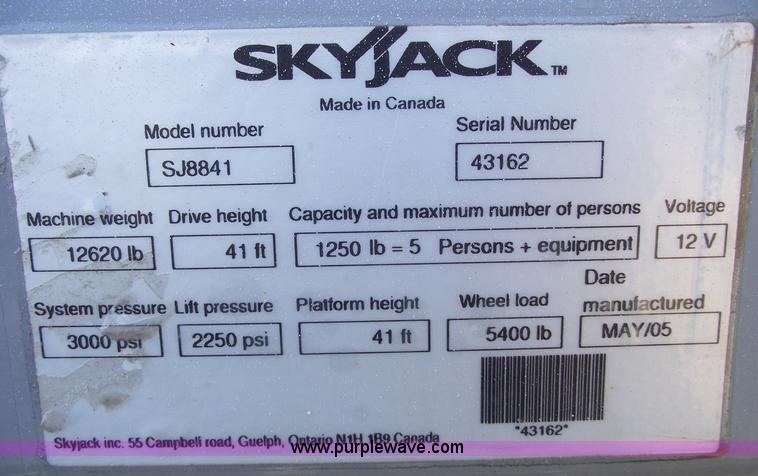 SKYJACK™
Made in Canada
Model number Serial Number
SJ8841 43162
Machine weight Drive height Capacity and maximum number of persons Voltage
12620 lb 41 ft 1250 lb = 5 Persons + equipment 12 V
Date
System pressure Lift pressure Platform height Wheel load manufactured
3000 psi 2250 psi 41 ft 5400 lb MAY/05
*43162*
Skyjack inc. 55 Campbell road, Guelph, Ontario N1H 1B9 Canada
www.purplewave.com